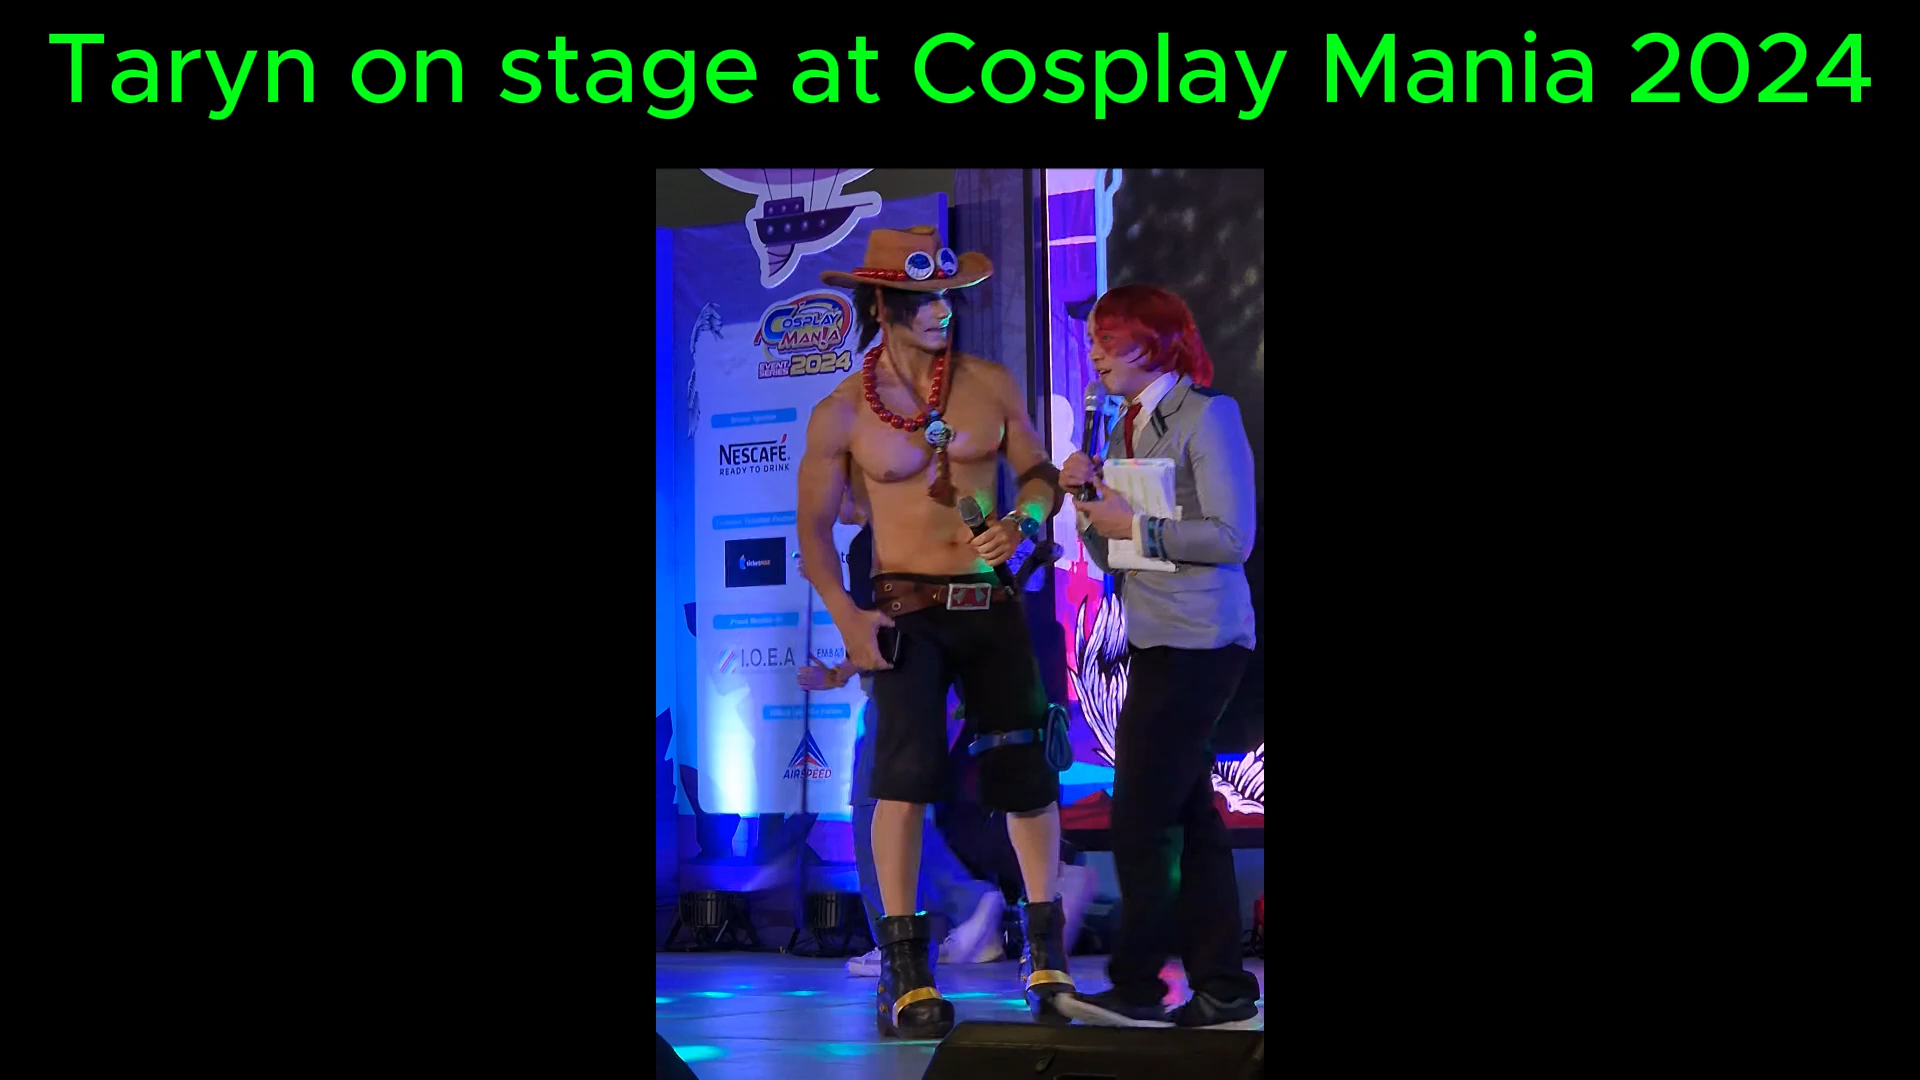 Taryn on stage at Cosplay Mania 2024
COSPLAY
MANIA
EVENT
SERIES 2024
NESCAFÉ.
READY TO DRINK
I.O.E.A
AIRSPEED